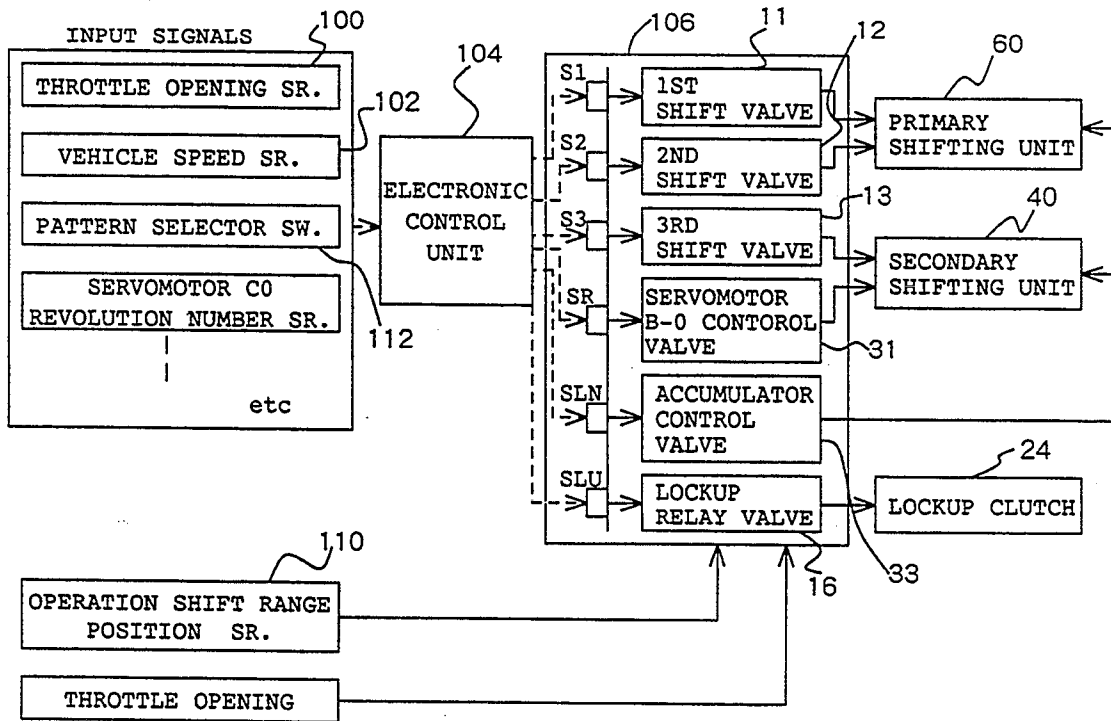 INPUT SIGNALS
100
THROTTLE OPENING SR.
102
VEHICLE SPEED SR.
PATTERN SELECTOR SW.
SERVOMOTOR C0
REVOLUTION NUMBER SR.
112
etc
104
ELECTRONIC
CONTROL
UNIT
106
S1
S2
S3
SR
SLN
SLU
11
1ST
SHIFT VALVE
12
2ND
SHIFT VALVE
13
3RD
SHIFT VALVE
SERVOMOTOR
B-0 CONTOROL
VALVE
31
ACCUMULATOR
CONTROL
VALVE
33
LOCKUP
RELAY VALVE
16
60
PRIMARY
SHIFTING UNIT
40
SECONDARY
SHIFTING UNIT
24
LOCKUP CLUTCH
110
OPERATION SHIFT RANGE
POSITION SR.
THROTTLE OPENING